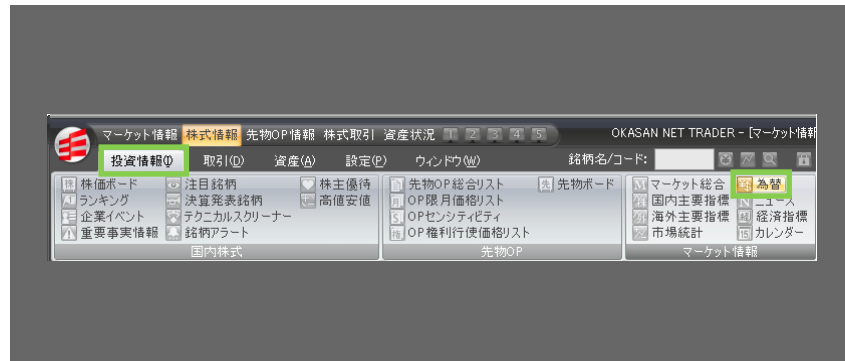 マーケット情報 株式情報 先物OP情報 株式取引 資産状況 1 2 3 4 5 OKASAN NET TRADER - [マーケット情報
投資情報(I) 取引(D) 資産(A) 設定(P) ウィンドウ(W) 銘柄名/コード:
株価ボード 注目銘柄 株主優待 先物OP総合リスト 先物ボード マーケット総合 為替
ランキング 決算発表銘柄 高値安値 OP限月価格リスト 国内主要指標 ニュース
企業イベント テクニカルスクリーナー OPセンシティビティ 海外主要指標 経済指標
重要事実情報 銘柄アラート OP権利行使価格リスト 市場統計 15 カレンダー
国内株式 先物OP マーケット情報